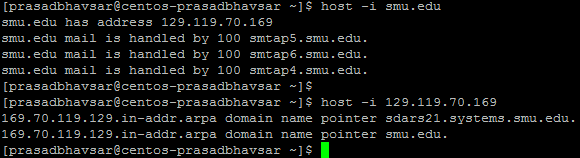 [prasadbhavsar@centos-prasadbhavsar ~]$ host -i smu.edu
smu.edu has address 129.119.70.169
smu.edu mail is handled by 100 smtap5.smu.edu.
smu.edu mail is handled by 100 smtap6.smu.edu.
smu.edu mail is handled by 100 smtap4.smu.edu.
[prasadbhavsar@centos-prasadbhavsar ~]$
[prasadbhavsar@centos-prasadbhavsar ~]$ host -i 129.119.70.169
169.70.119.129.in-addr.arpa domain name pointer sdars21.systems.smu.edu.
169.70.119.129.in-addr.arpa domain name pointer smu.edu.
[prasadbhavsar@centos-prasadbhavsar ~]$